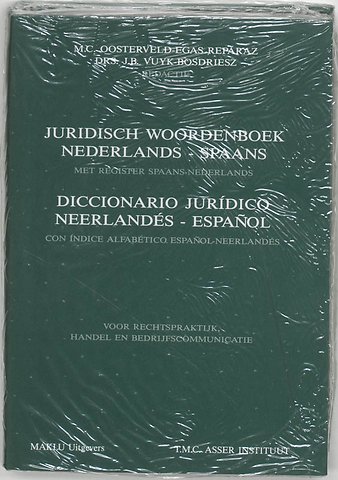 M.C. OOSTERVELD-EGAS REPARAZ
DRS. J.B. VUYK-BOSDRIESZ
REDACTIE
JURIDISCH WOORDENBOEK
NEDERLANDS - SPAANS
MET REGISTER SPAANS-NEDERLANDS
DICCIONARIO JURÍDICO
NEERLANDÉS - ESPAÑOL
CON ÍNDICE ALFABÉTICO ESPAÑOL-NEERLANDÉS
VOOR RECHTSPRAKTIJK,
HANDEL EN BEDRIJFSCOMMUNICATIE
MAKLU Uitgevers
T.M.C. ASSER INSTITUUT